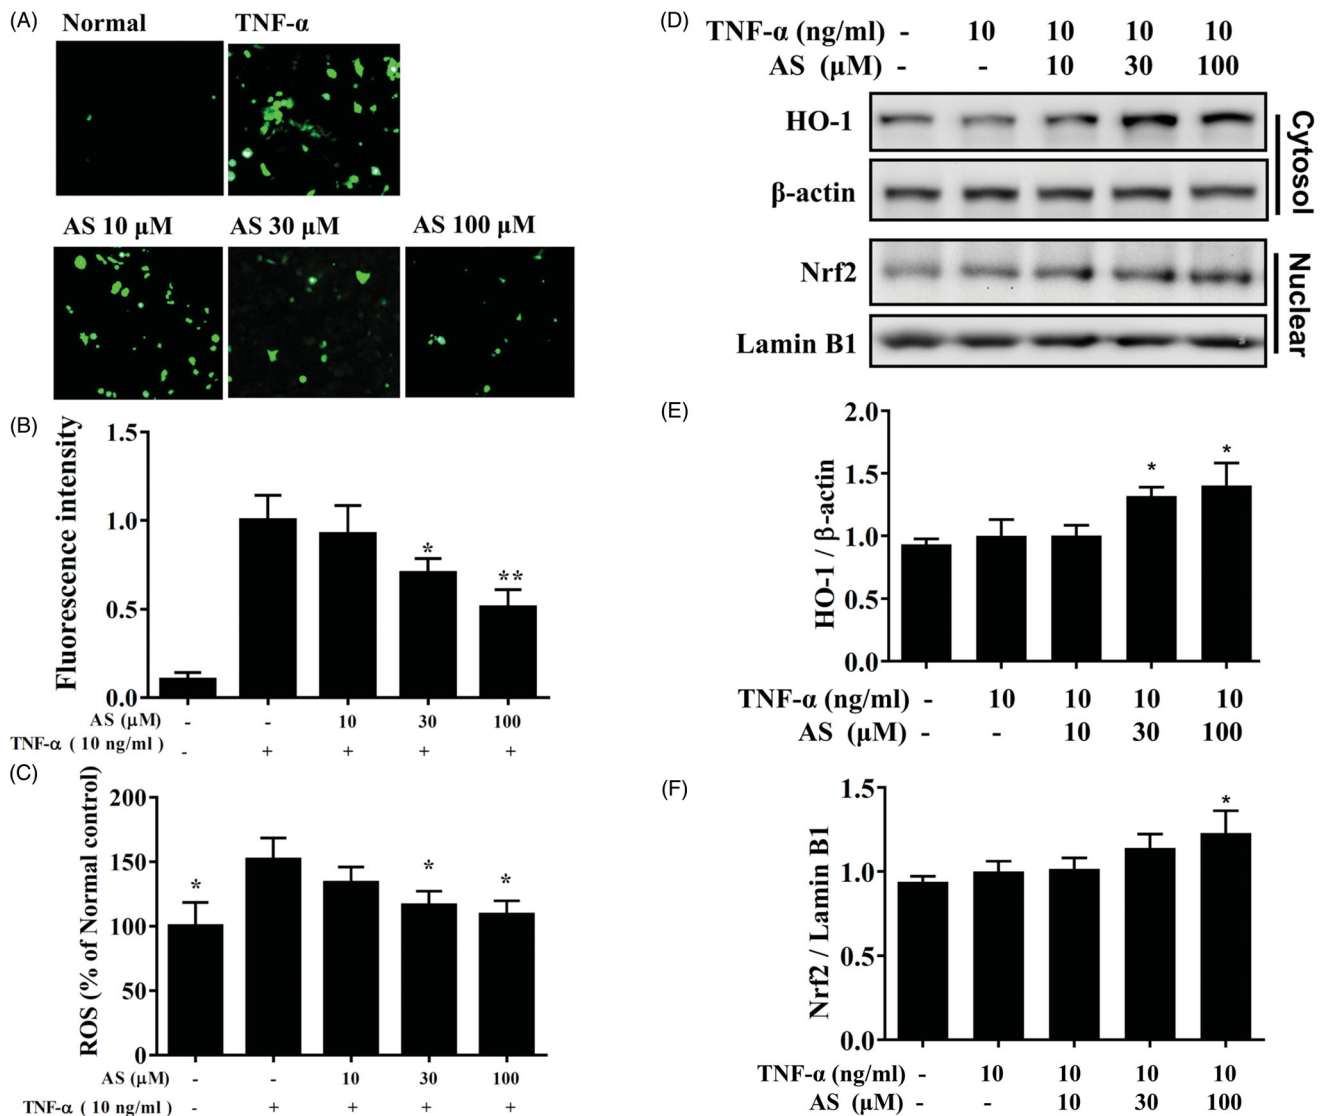 (A)
Normal TNF-α
AS 10 μM AS 30 μM AS 100 μM
(B)
Fluorescence intensity
1.5
1.0
0.5
0.0
*
**
AS (μM) - - 10 30 100
TNF-α ( 10 ng/ml ) - + + + +
(C)
ROS (% of Normal control)
200
150
100
50
0
*
*
*
AS (μM) - - 10 30 100
TNF-α ( 10 ng/ml ) - + + + +
(D)
TNF-α (ng/ml) - 10 10 10 10
AS (μM) - - 10 30 100
HO-1
β-actin
Cytosol
Nrf2
Lamin B1
Nuclear
(E)
HO-1 / β-actin
2.0
1.5
1.0
0.5
0.0
*
*
TNF-α (ng/ml) - 10 10 10 10
AS (μM) - - 10 30 100
(F)
Nrf2 / Lamin B1
1.5
1.0
0.5
0.0
*
TNF-α (ng/ml) - 10 10 10 10
AS (μM) - - 10 30 100